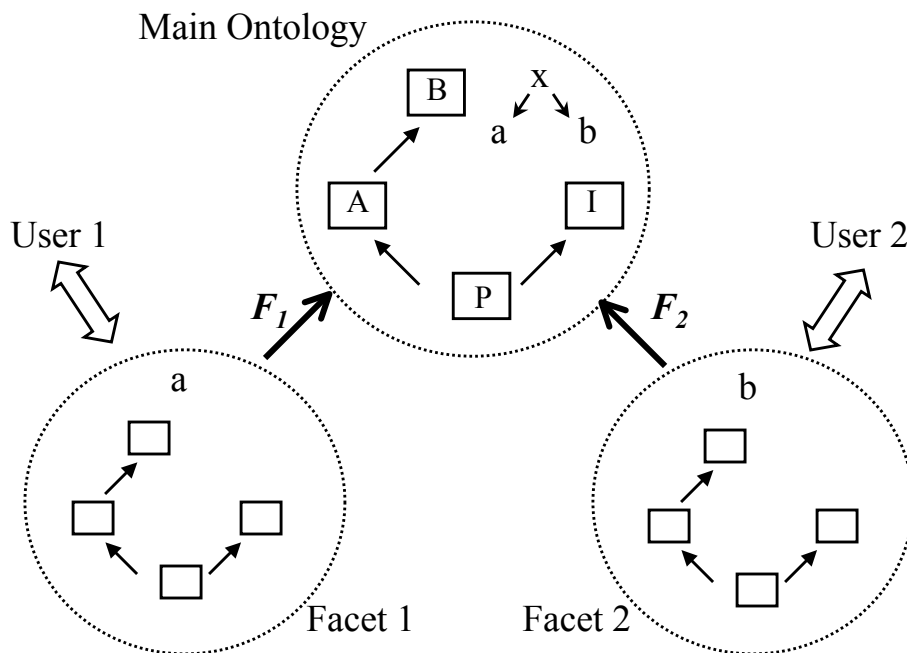 Main Ontology
B
x
a
b
A
I
User 1
User 2
P
F1
F2
a
b
Facet 1
Facet 2